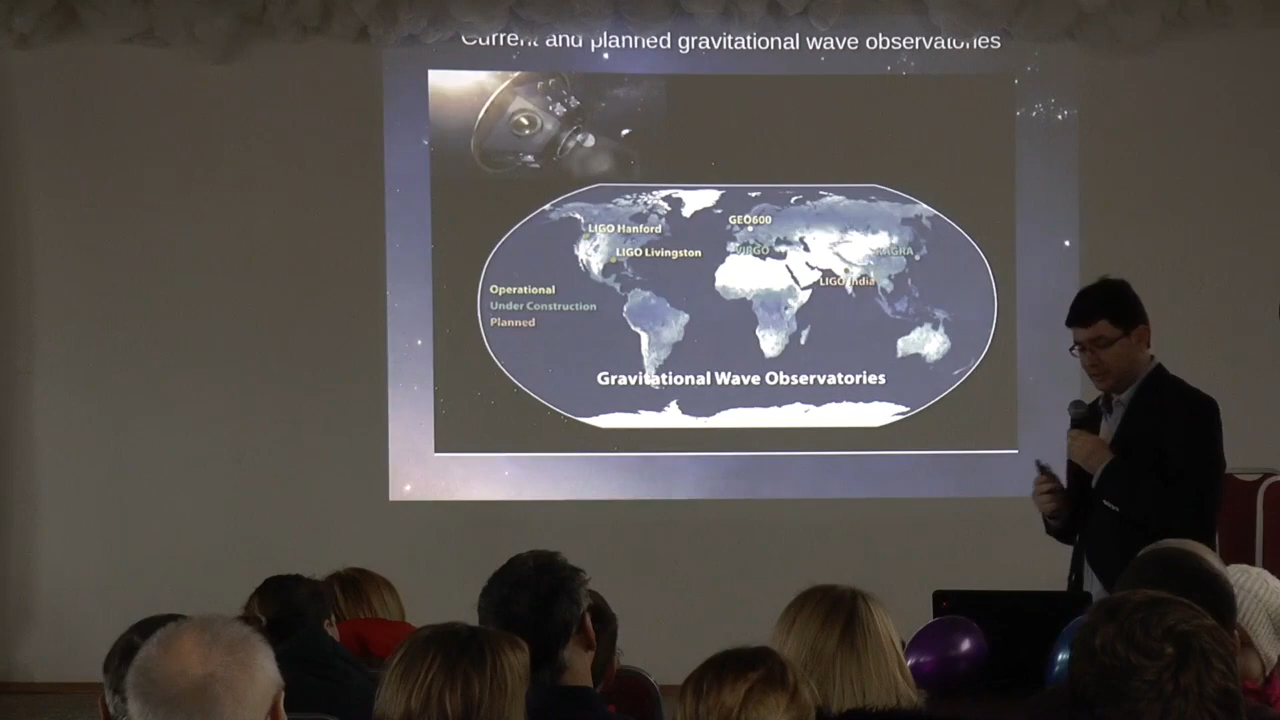 Current and planned gravitational wave observatories
GEO600
LIGO Hanford
VIRGO
KAGRA
LIGO Livingston
LIGO India
Operational
Under Construction
Planned
Gravitational Wave Observatories